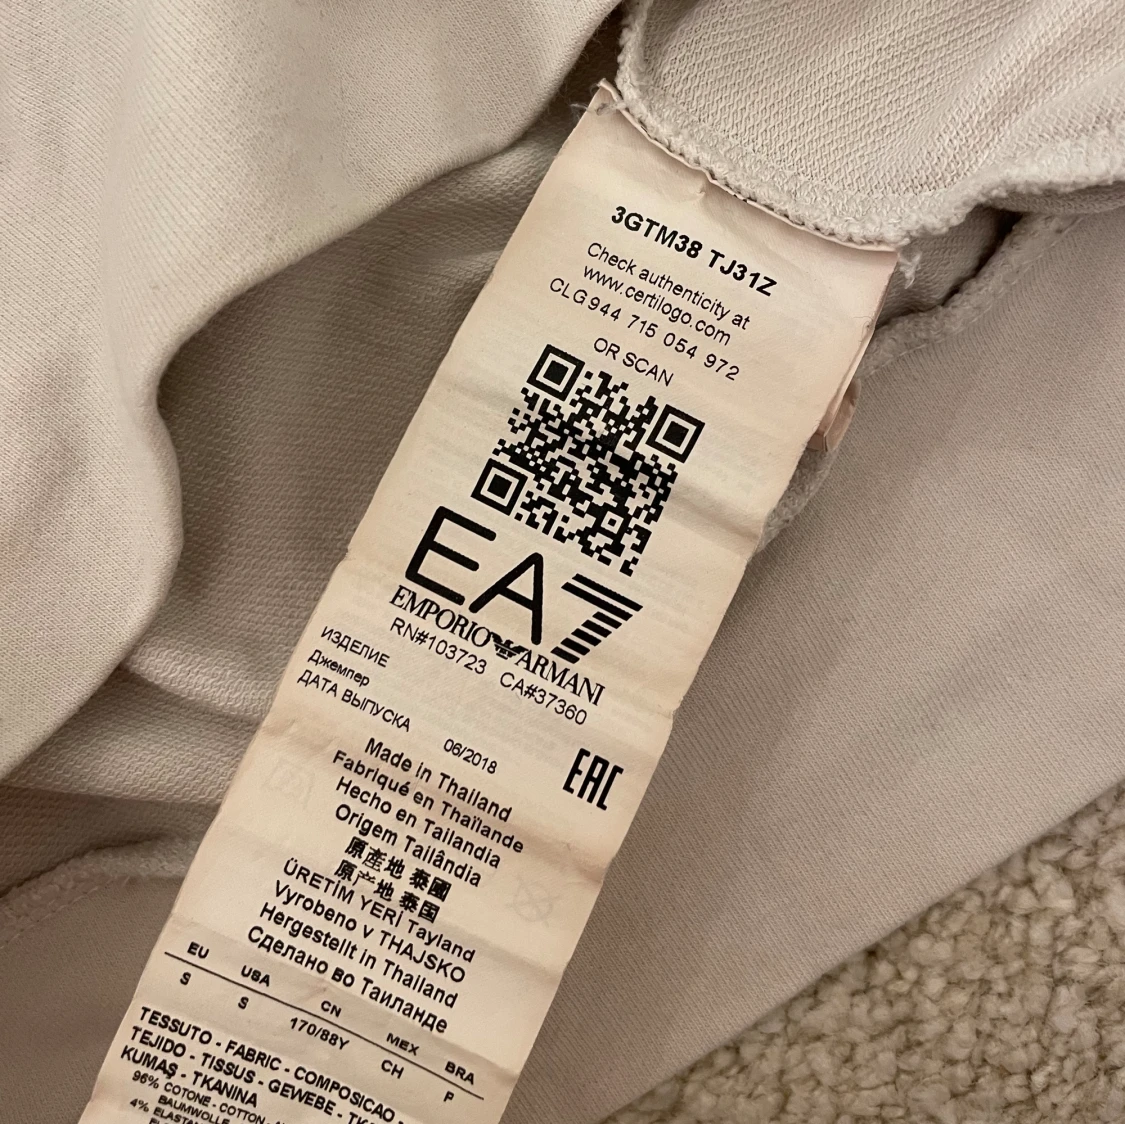 3GTM38 TJ31Z
Check authenticity at
www.certilogo.com
CLG 944 715 054 972
OR SCAN
EA7
EMPORIO ARMANI
RN#103723 CA#37360
ИЗДЕЛИЕ
Джемпер
ДАТА ВЫПУСКА
06/2018
EAC
Made in Thailand
Fabriqué en Thaïlande
Hecho en Tailandia
Origem Tailândia
原產地 泰國
原产地 泰国
ÜRETİM YERİ Tayland
Vyrobeno v THAJSKO
Hergestellt in Thailand
Сделано во Таиланде
EU USA CN MEX BRA
S S 170/88Y CH P
TESSUTO - FABRIC - COMPOSICAO
TEJIDO - TISSUS - GEWEBE -
KUMAŞ - TKANINA
96% COTONE - COTTON -
BAUMWOLLE
4%